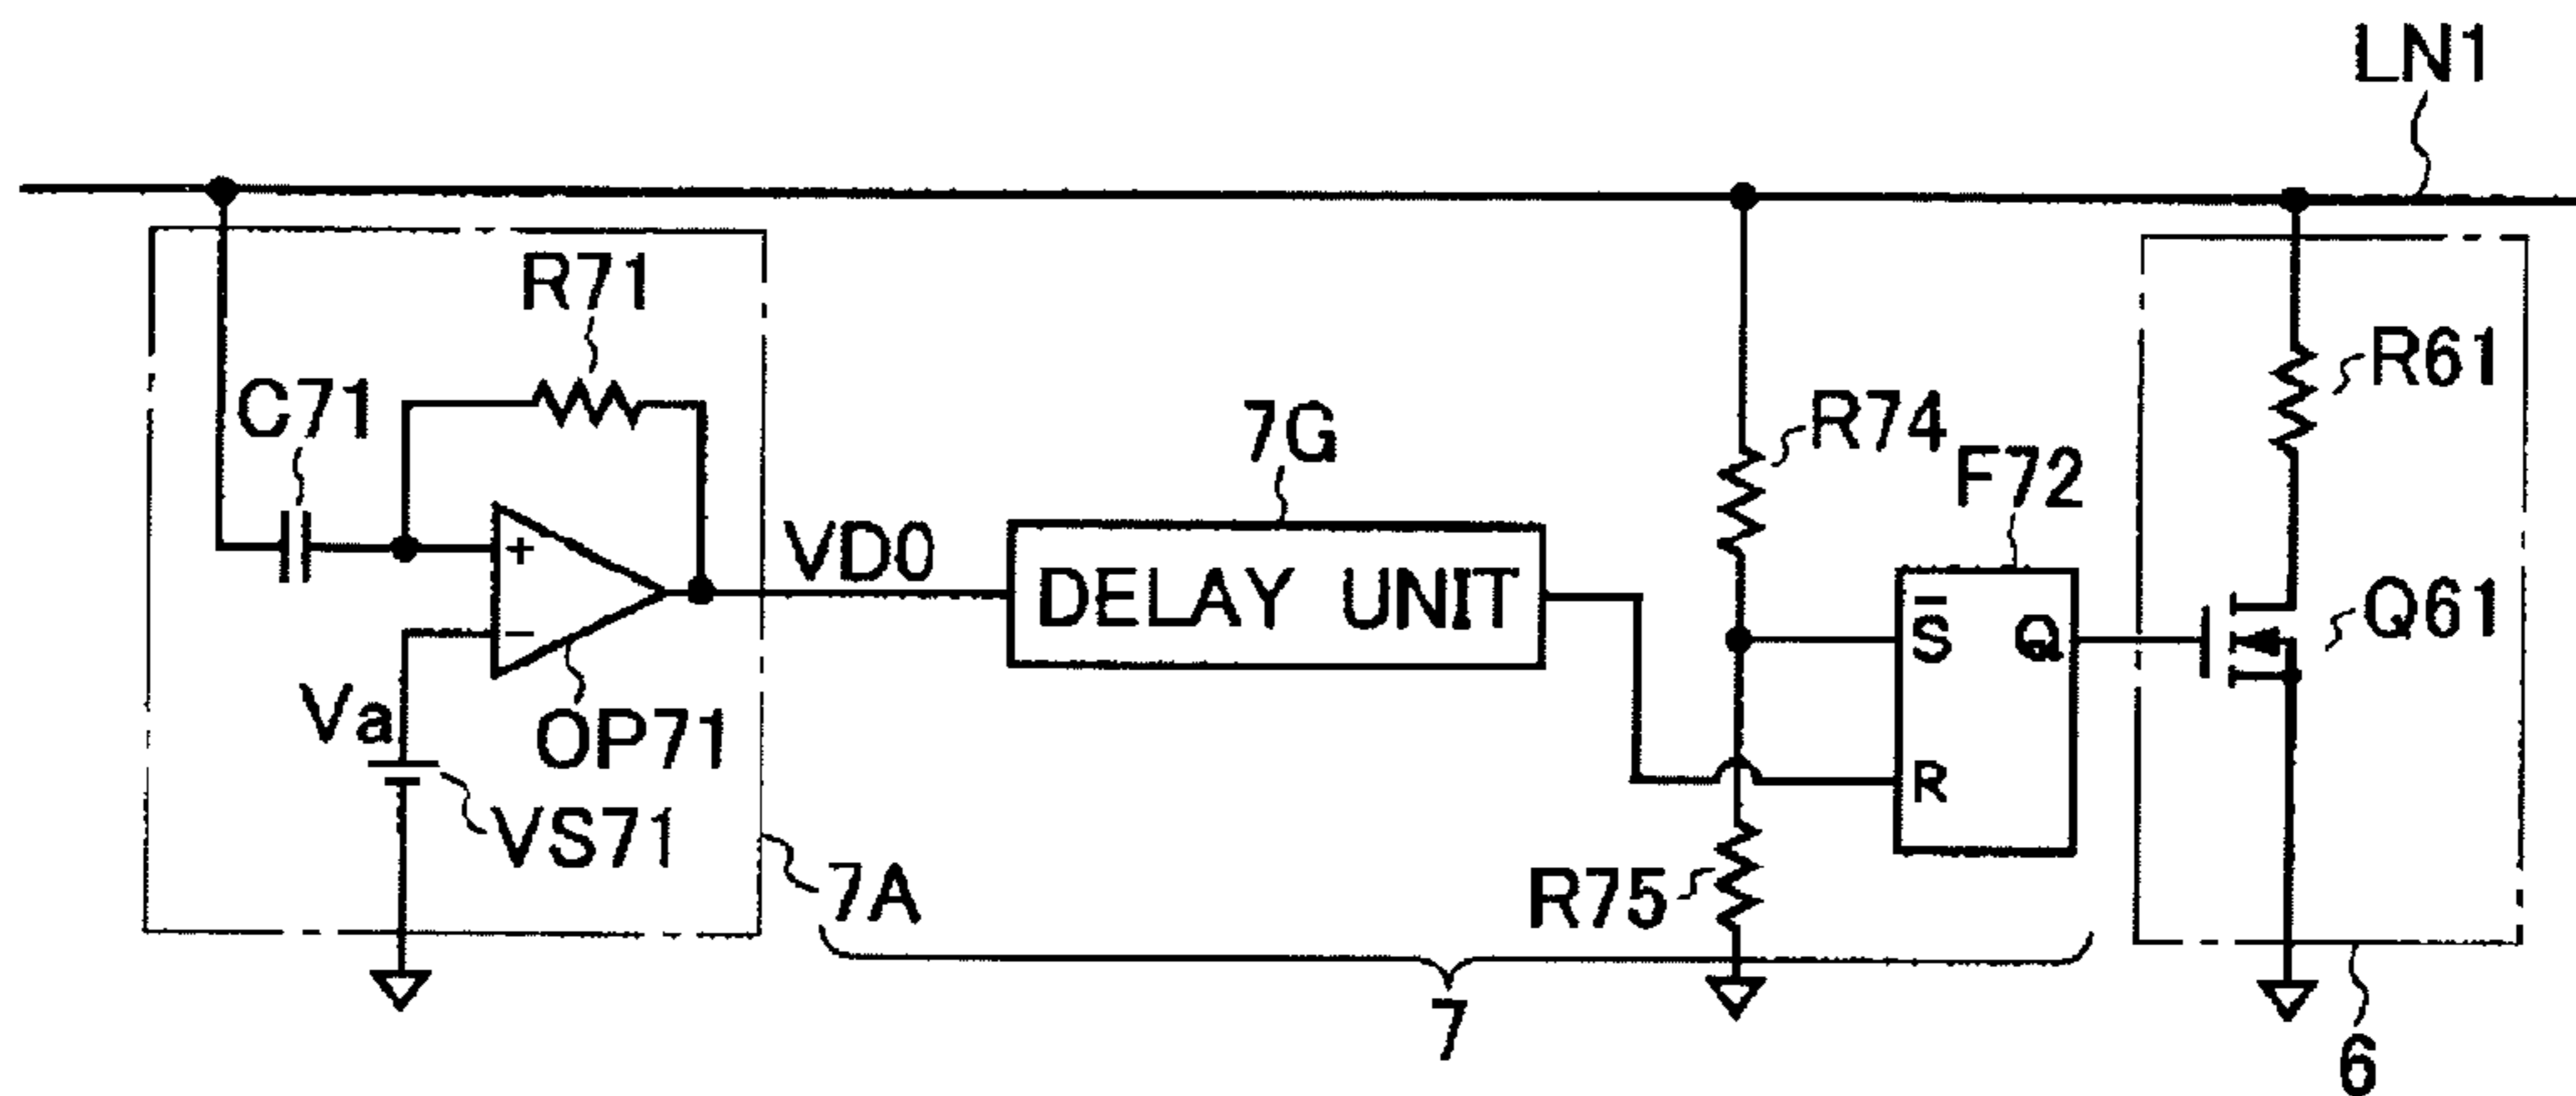 LN1
R71
C71
R61
R74
7G
F72
VD0
DELAY UNIT
+
−
S̅
Q
Q61
Va
OP71
R
VS71
7A
R75
7
6